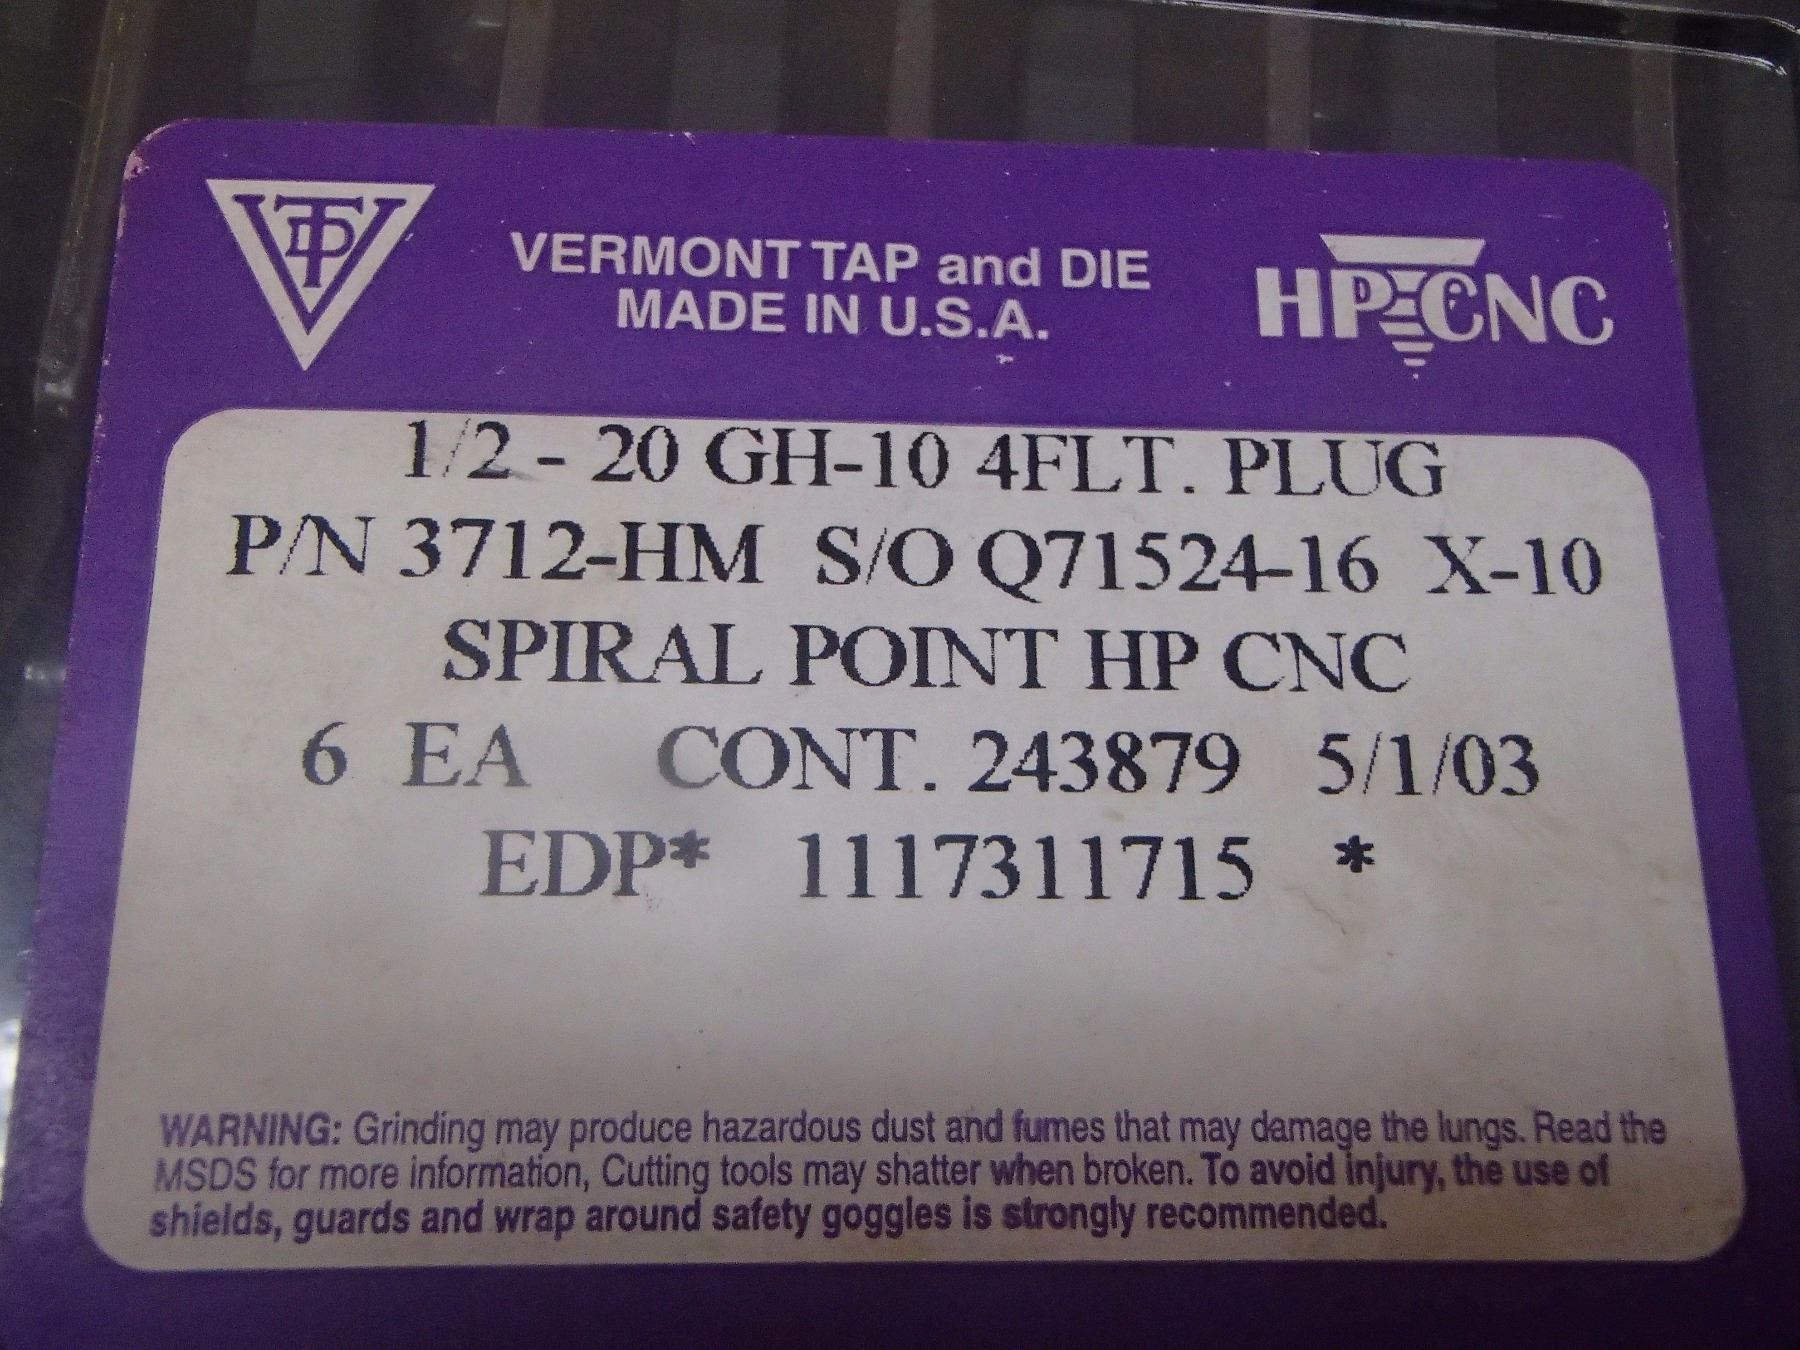 VTD
VERMONT TAP and DIE
MADE IN U.S.A.
HP CNC
1/2 - 20 GH-10 4FLT. PLUG
P/N 3712-HM S/O Q71524-16 X-10
SPIRAL POINT HP CNC
6 EA CONT. 243879 5/1/03
EDP* 1117311715 *
WARNING: Grinding may produce hazardous dust and fumes that may damage the lungs. Read the
MSDS for more information, Cutting tools may shatter when broken. To avoid injury, the use of
shields, guards and wrap around safety goggles is strongly recommended.